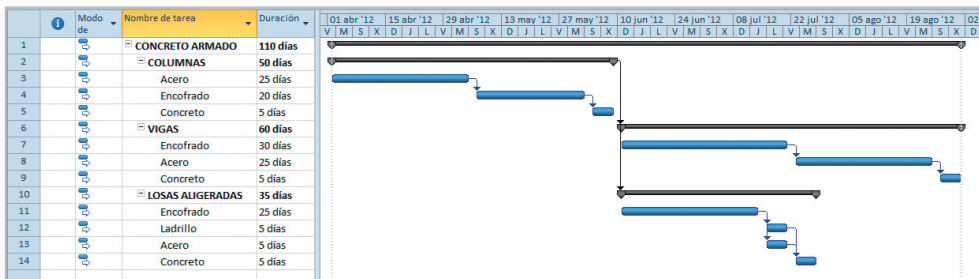 Modo de Nombre de tarea Duración 01 abr '12 15 abr '12 29 abr '12 13 may '12 27 may '12 10 jun '12 24 jun '12 08 jul '12 22 jul '12 05 ago '12 19 ago '12 02
V M S X D J L V M S X D J L V M S X D J L V M S X D J L V M S X D J L V M S X D
1 CONCRETO ARMADO 110 días
2 COLUMNAS 50 días
3 Acero 25 días
4 Encofrado 20 días
5 Concreto 5 días
6 VIGAS 60 días
7 Encofrado 30 días
8 Acero 25 días
9 Concreto 5 días
10 LOSAS ALIGERADAS 35 días
11 Encofrado 25 días
12 Ladrillo 5 días
13 Acero 5 días
14 Concreto 5 días